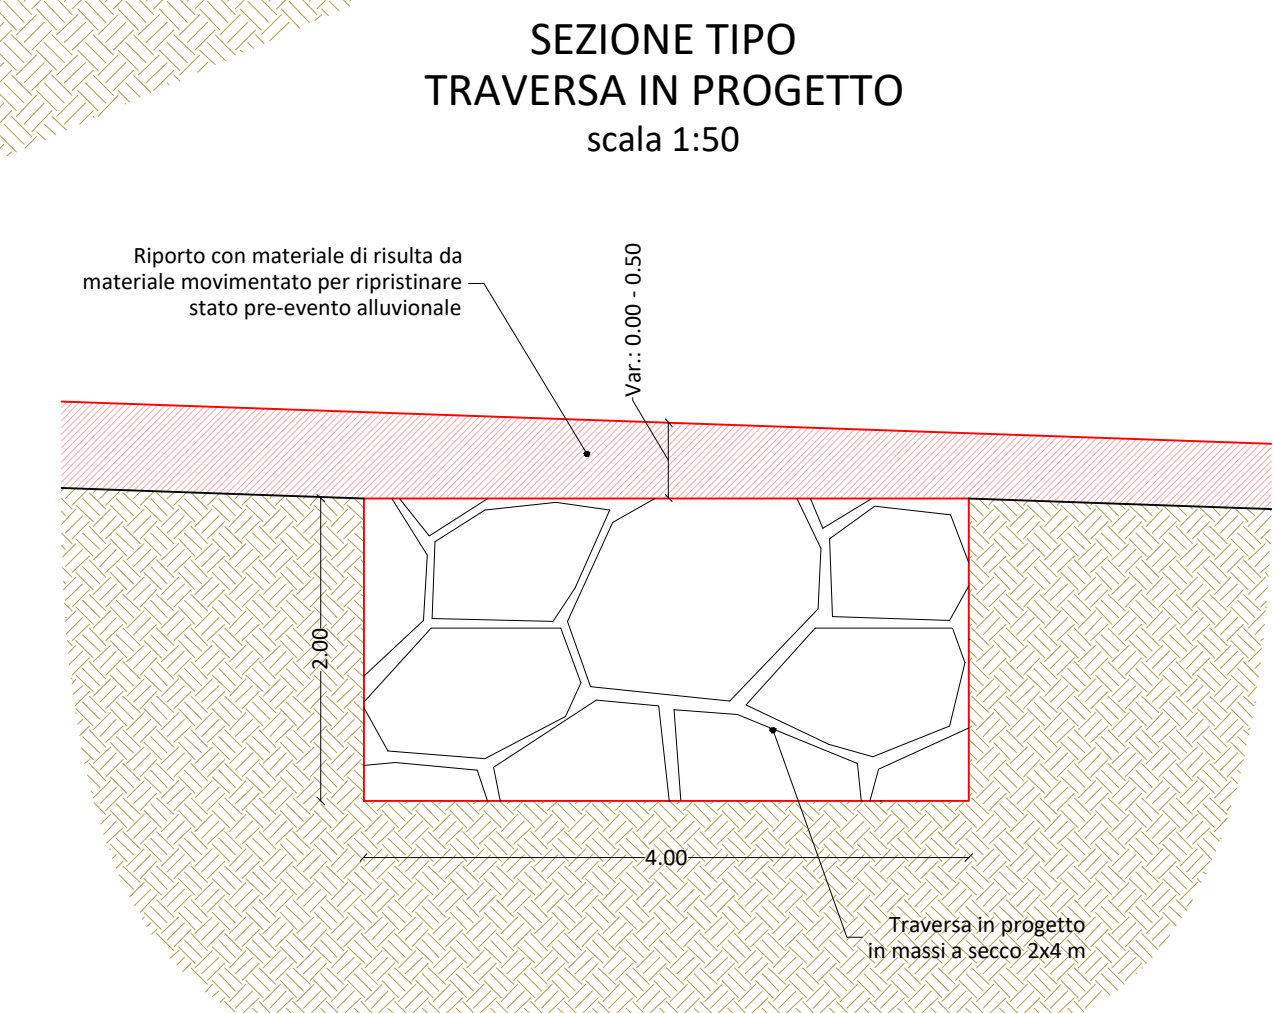 SEZIONE TIPO
TRAVERSA IN PROGETTO
scala 1:50
Riporto con materiale di risulta da
materiale movimentato per ripristinare
stato pre-evento alluvionale
Var.: 0.00 - 0.50
2.00
4.00
Traversa in progetto
in massi a secco 2x4 m